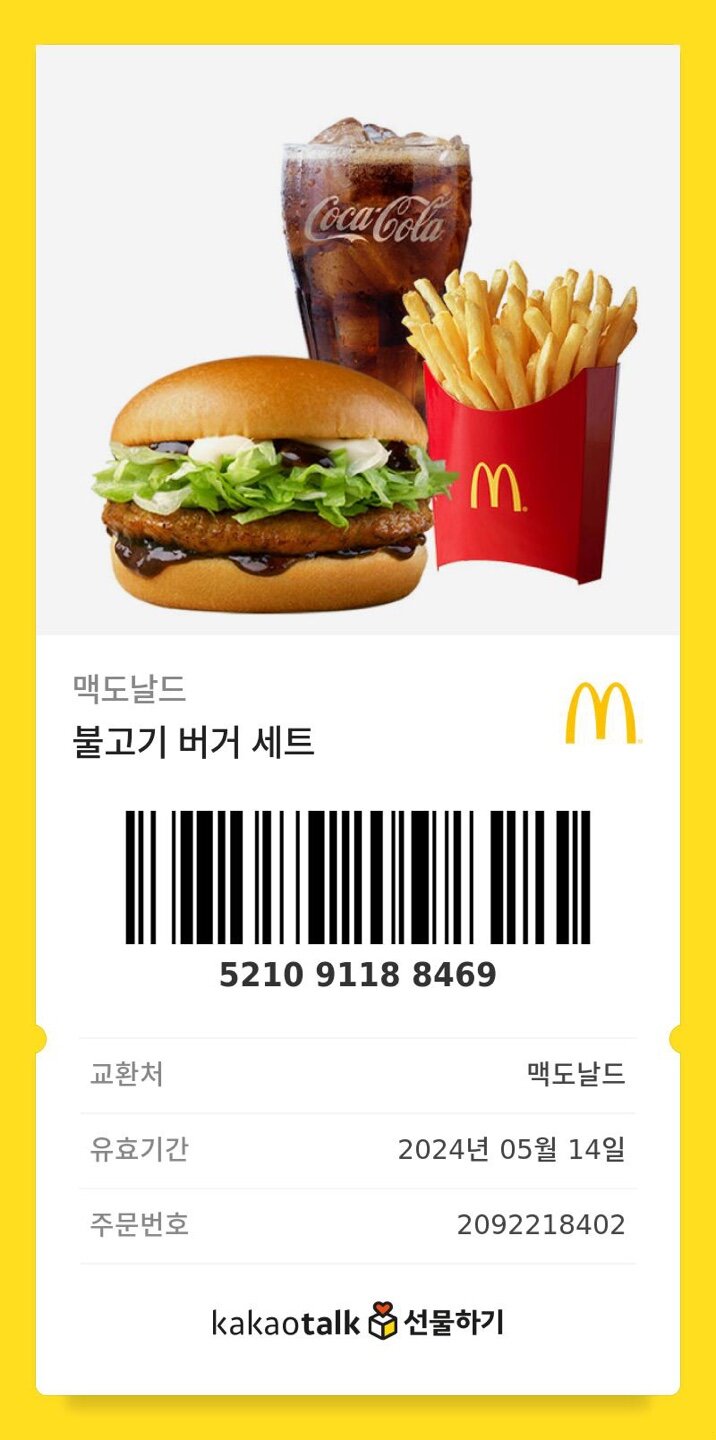 Coca-Cola
맥도날드
불고기 버거 세트
5210 9118 8469
교환처 맥도날드
유효기간 2024년 05월 14일
주문번호 2092218402
kakaotalk 선물하기